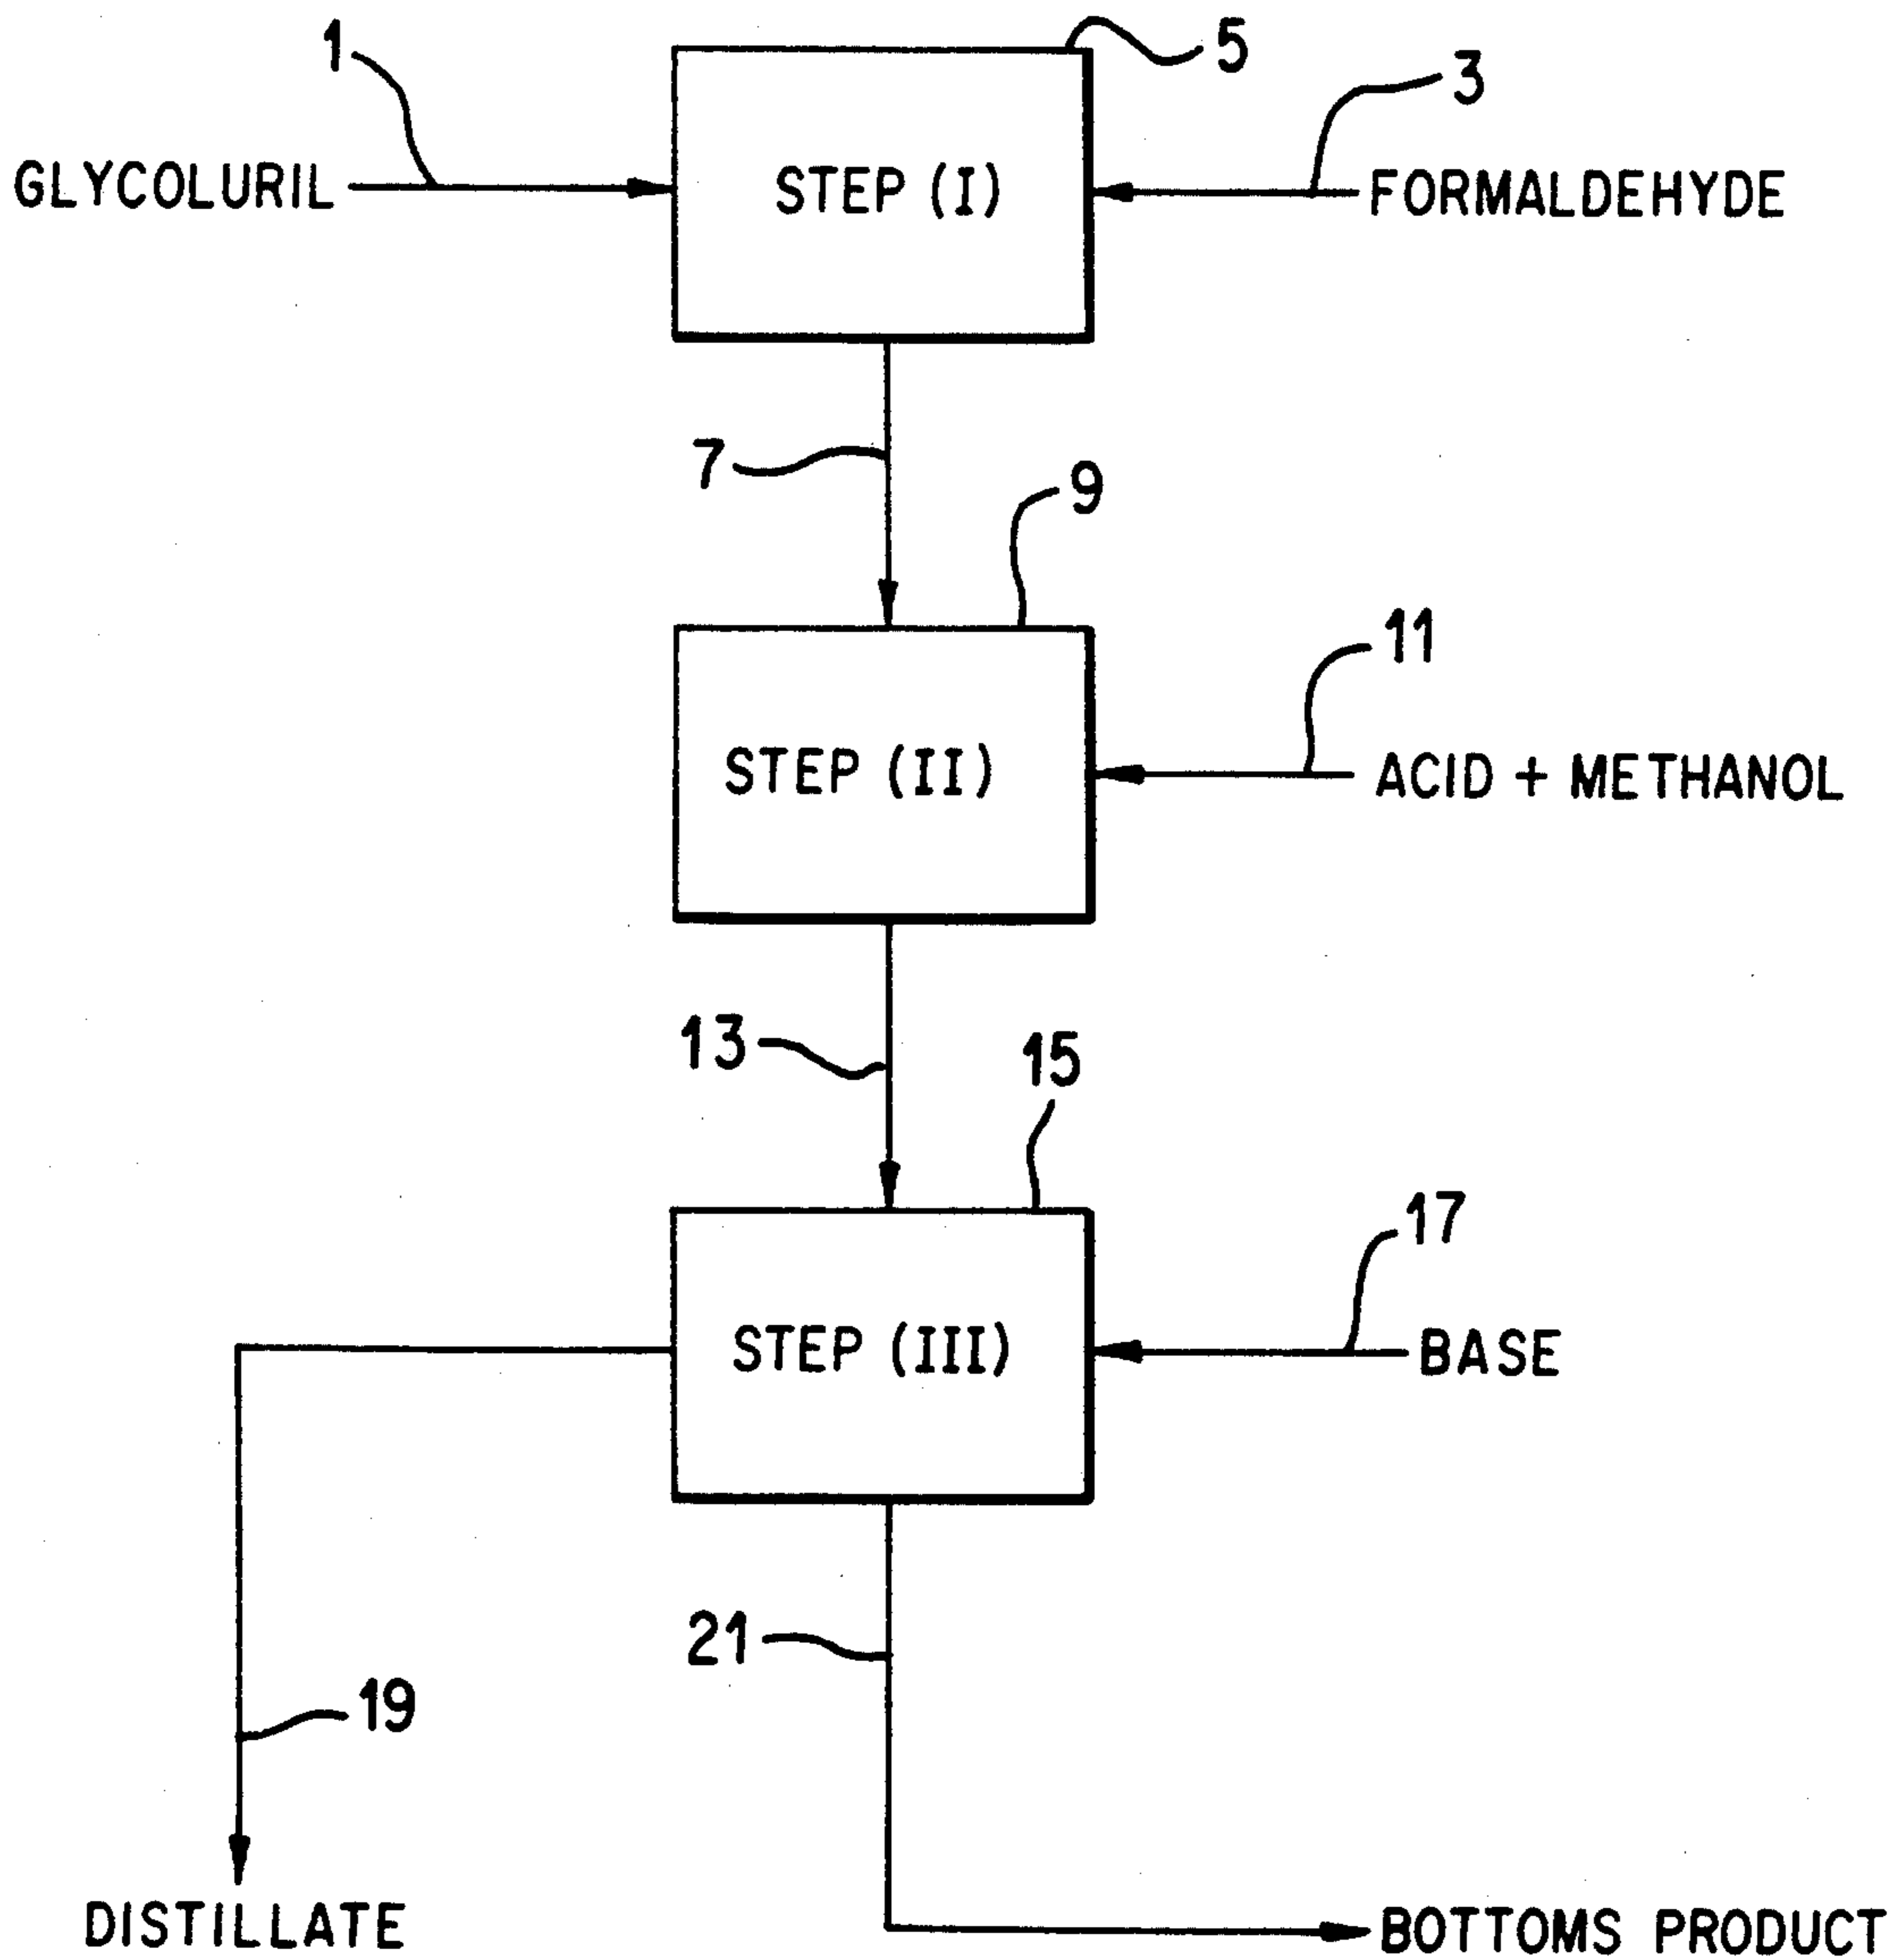 1
5
3
GLYCOLURIL
STEP (I)
FORMALDEHYDE
7
9
11
STEP (II)
ACID + METHANOL
13
15
17
STEP (III)
BASE
21
19
DISTILLATE
BOTTOMS PRODUCT